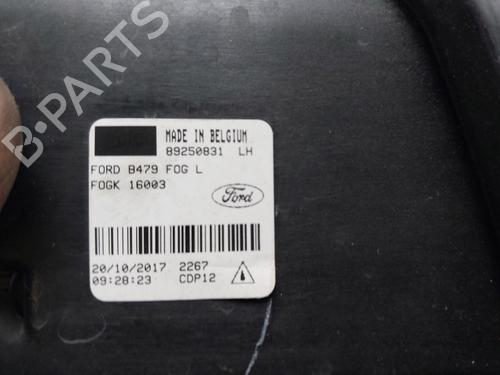 MADE IN BELGIUM
89250831 LH
FORD B479 FOG L
FOGK 16003
Ford
20/10/2017 2267
09:28:23 CDP12
B-PARTS